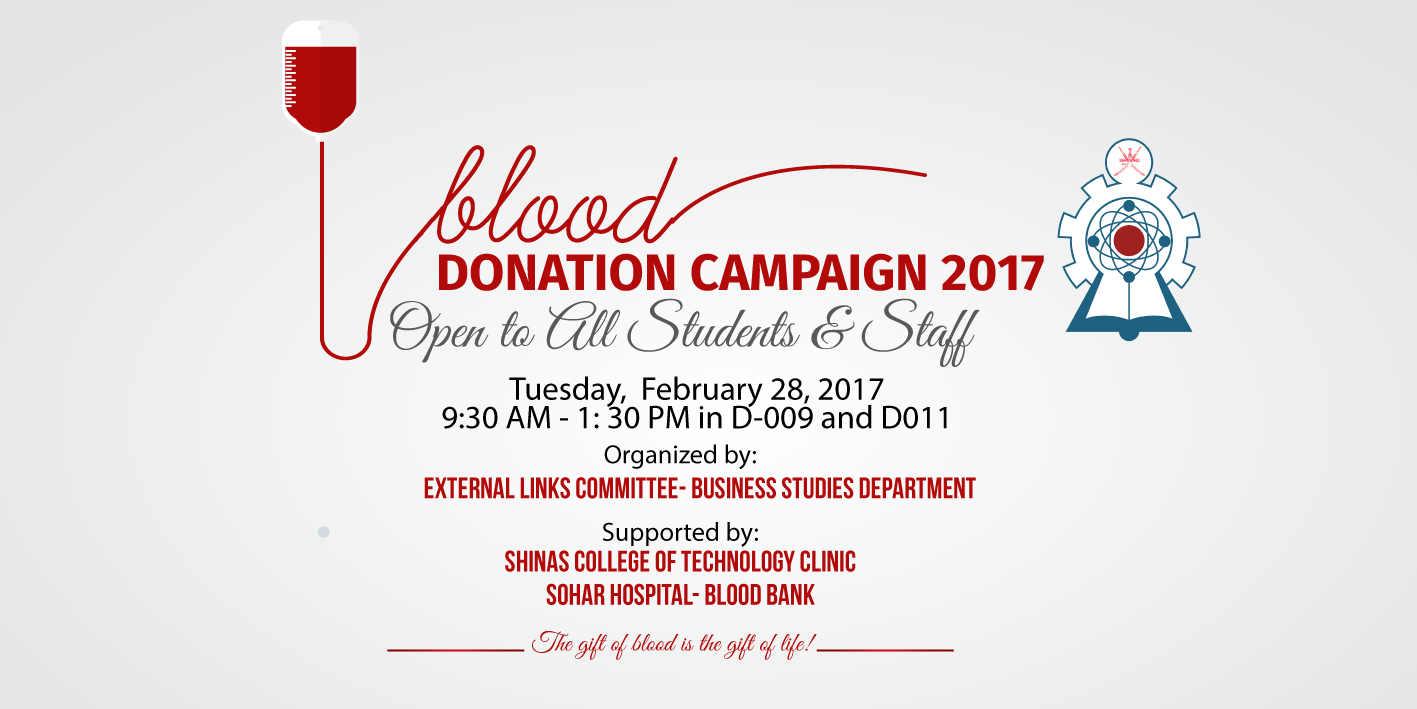 blood
DONATION CAMPAIGN 2017
Open to All Students & Staff
Tuesday,  February 28, 2017
9:30 AM - 1: 30 PM in D-009 and D011
Organized by:
EXTERNAL LINKS COMMITTEE- BUSINESS STUDIES DEPARTMENT
Supported by:
SHINAS COLLEGE OF TECHNOLOGY CLINIC
SOHAR HOSPITAL- BLOOD BANK
The gift of blood is the gift of life!